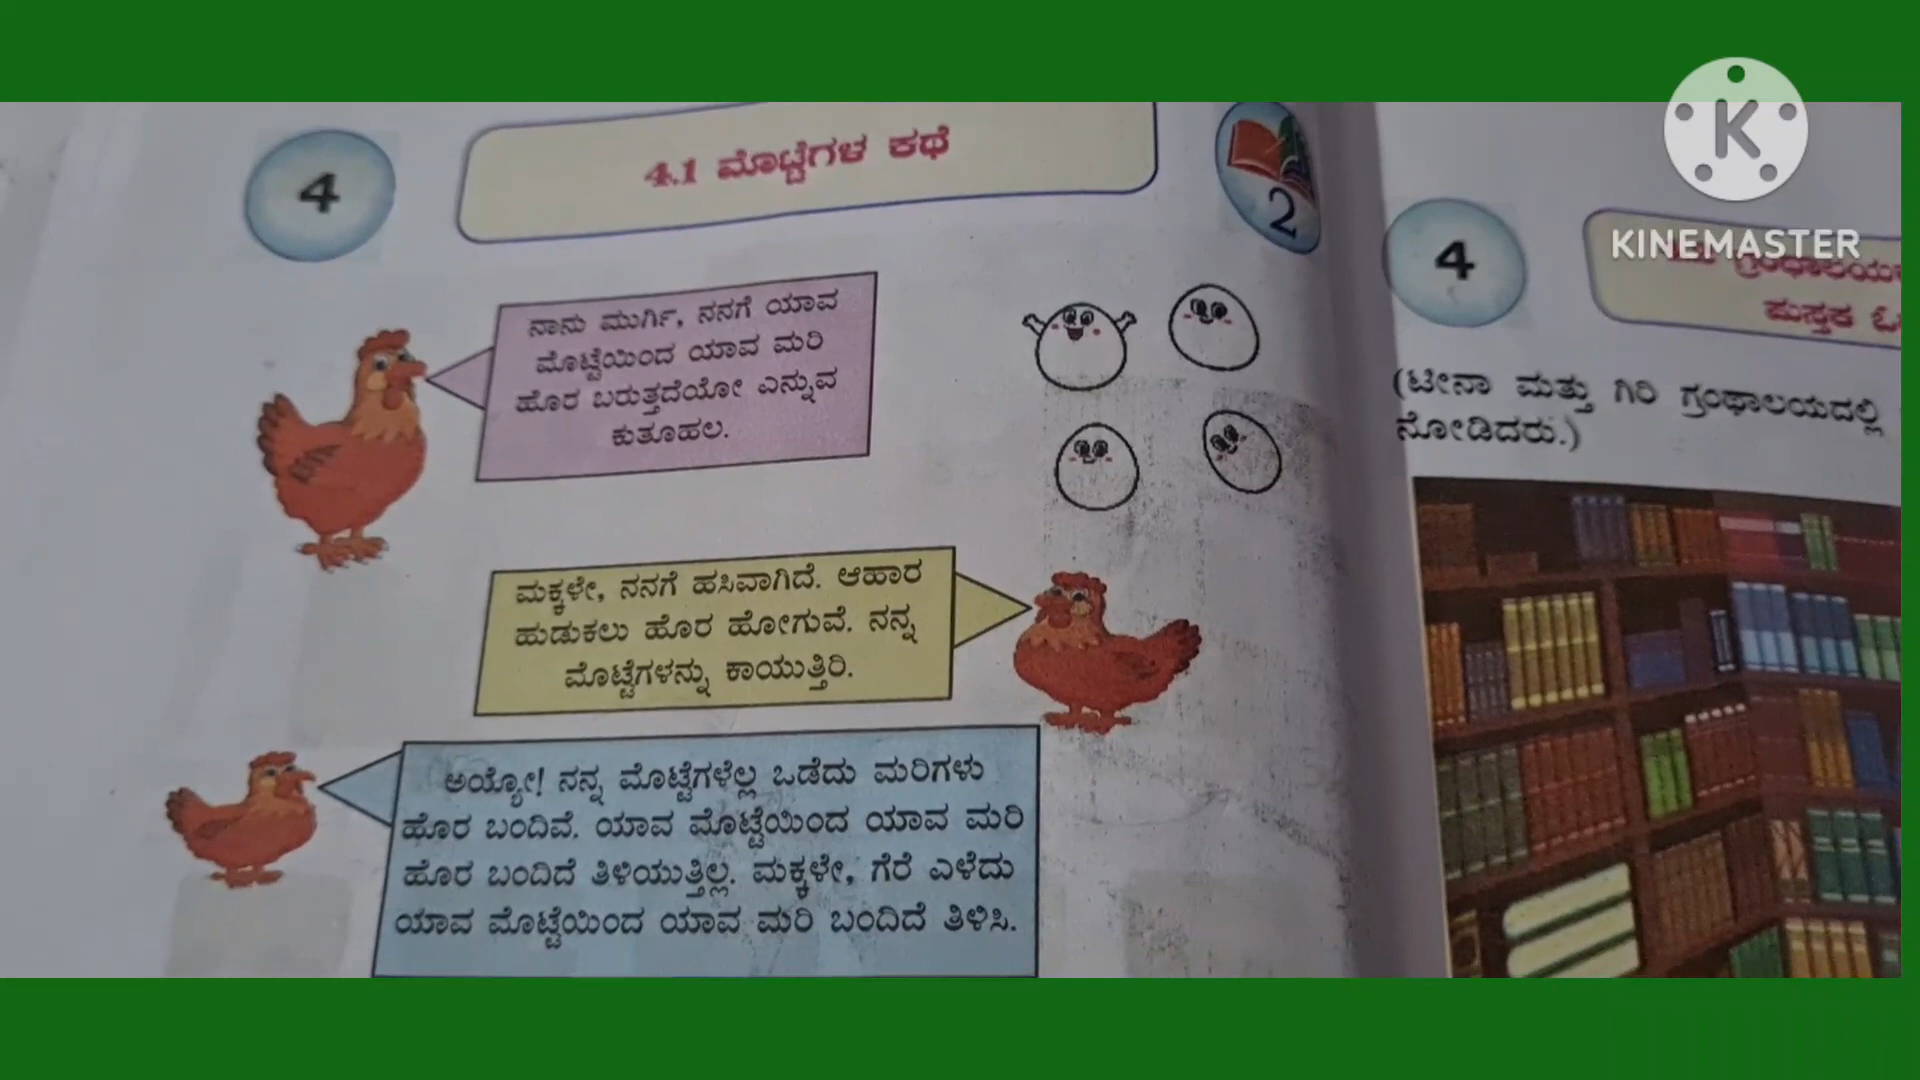 4
4.1 ಮೊಟ್ಟೆಗಳ ಕಥೆ
2
ನಾನು ಮುರ್ಗಿ, ನನಗೆ ಯಾವ
ಮೊಟ್ಟೆಯಿಂದ ಯಾವ ಮರಿ
ಹೊರ ಬರುತ್ತದೆಯೋ ಎನ್ನುವ
ಕುತೂಹಲ.
ಮಕ್ಕಳೇ, ನನಗೆ ಹಸಿವಾಗಿದೆ. ಆಹಾರ
ಹುಡುಕಲು ಹೊರ ಹೋಗುವೆ. ನನ್ನ
ಮೊಟ್ಟೆಗಳನ್ನು ಕಾಯುತ್ತಿರಿ.
ಅಯ್ಯೋ! ನನ್ನ ಮೊಟ್ಟೆಗಳೆಲ್ಲ ಒಡೆದು ಮರಿಗಳು
ಹೊರ ಬಂದಿವೆ. ಯಾವ ಮೊಟ್ಟೆಯಿಂದ ಯಾವ ಮರಿ
ಹೊರ ಬಂದಿದೆ ತಿಳಿಯುತ್ತಿಲ್ಲ. ಮಕ್ಕಳೇ, ಗೆರೆ ಎಳೆದು
ಯಾವ ಮೊಟ್ಟೆಯಿಂದ ಯಾವ ಮರಿ ಬಂದಿದೆ ತಿಳಿಸಿ.
4
ಪುಸ್ತಕ
(ಟೀನಾ ಮತ್ತು ಗಿರಿ ಗ್ರಂಥಾಲಯದಲ್ಲಿ
ನೋಡಿದರು.)
K
KINEMASTER